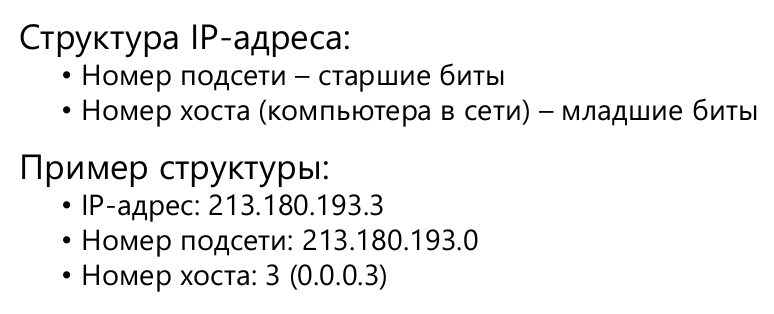 Структура IP-адреса:
• Номер подсети – старшие биты
• Номер хоста (компьютера в сети) – младшие биты
Пример структуры:
• IP-адрес: 213.180.193.3
• Номер подсети: 213.180.193.0
• Номер хоста: 3 (0.0.0.3)